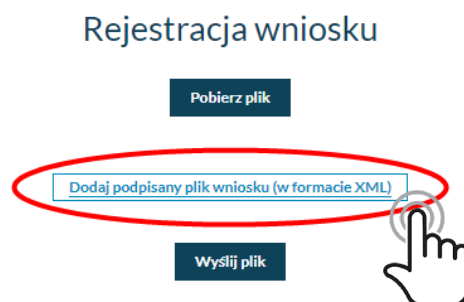 Rejestracja wniosku
Pobierz plik
Dodaj podpisany plik wniosku (w formacie XML)
Wyślij plik